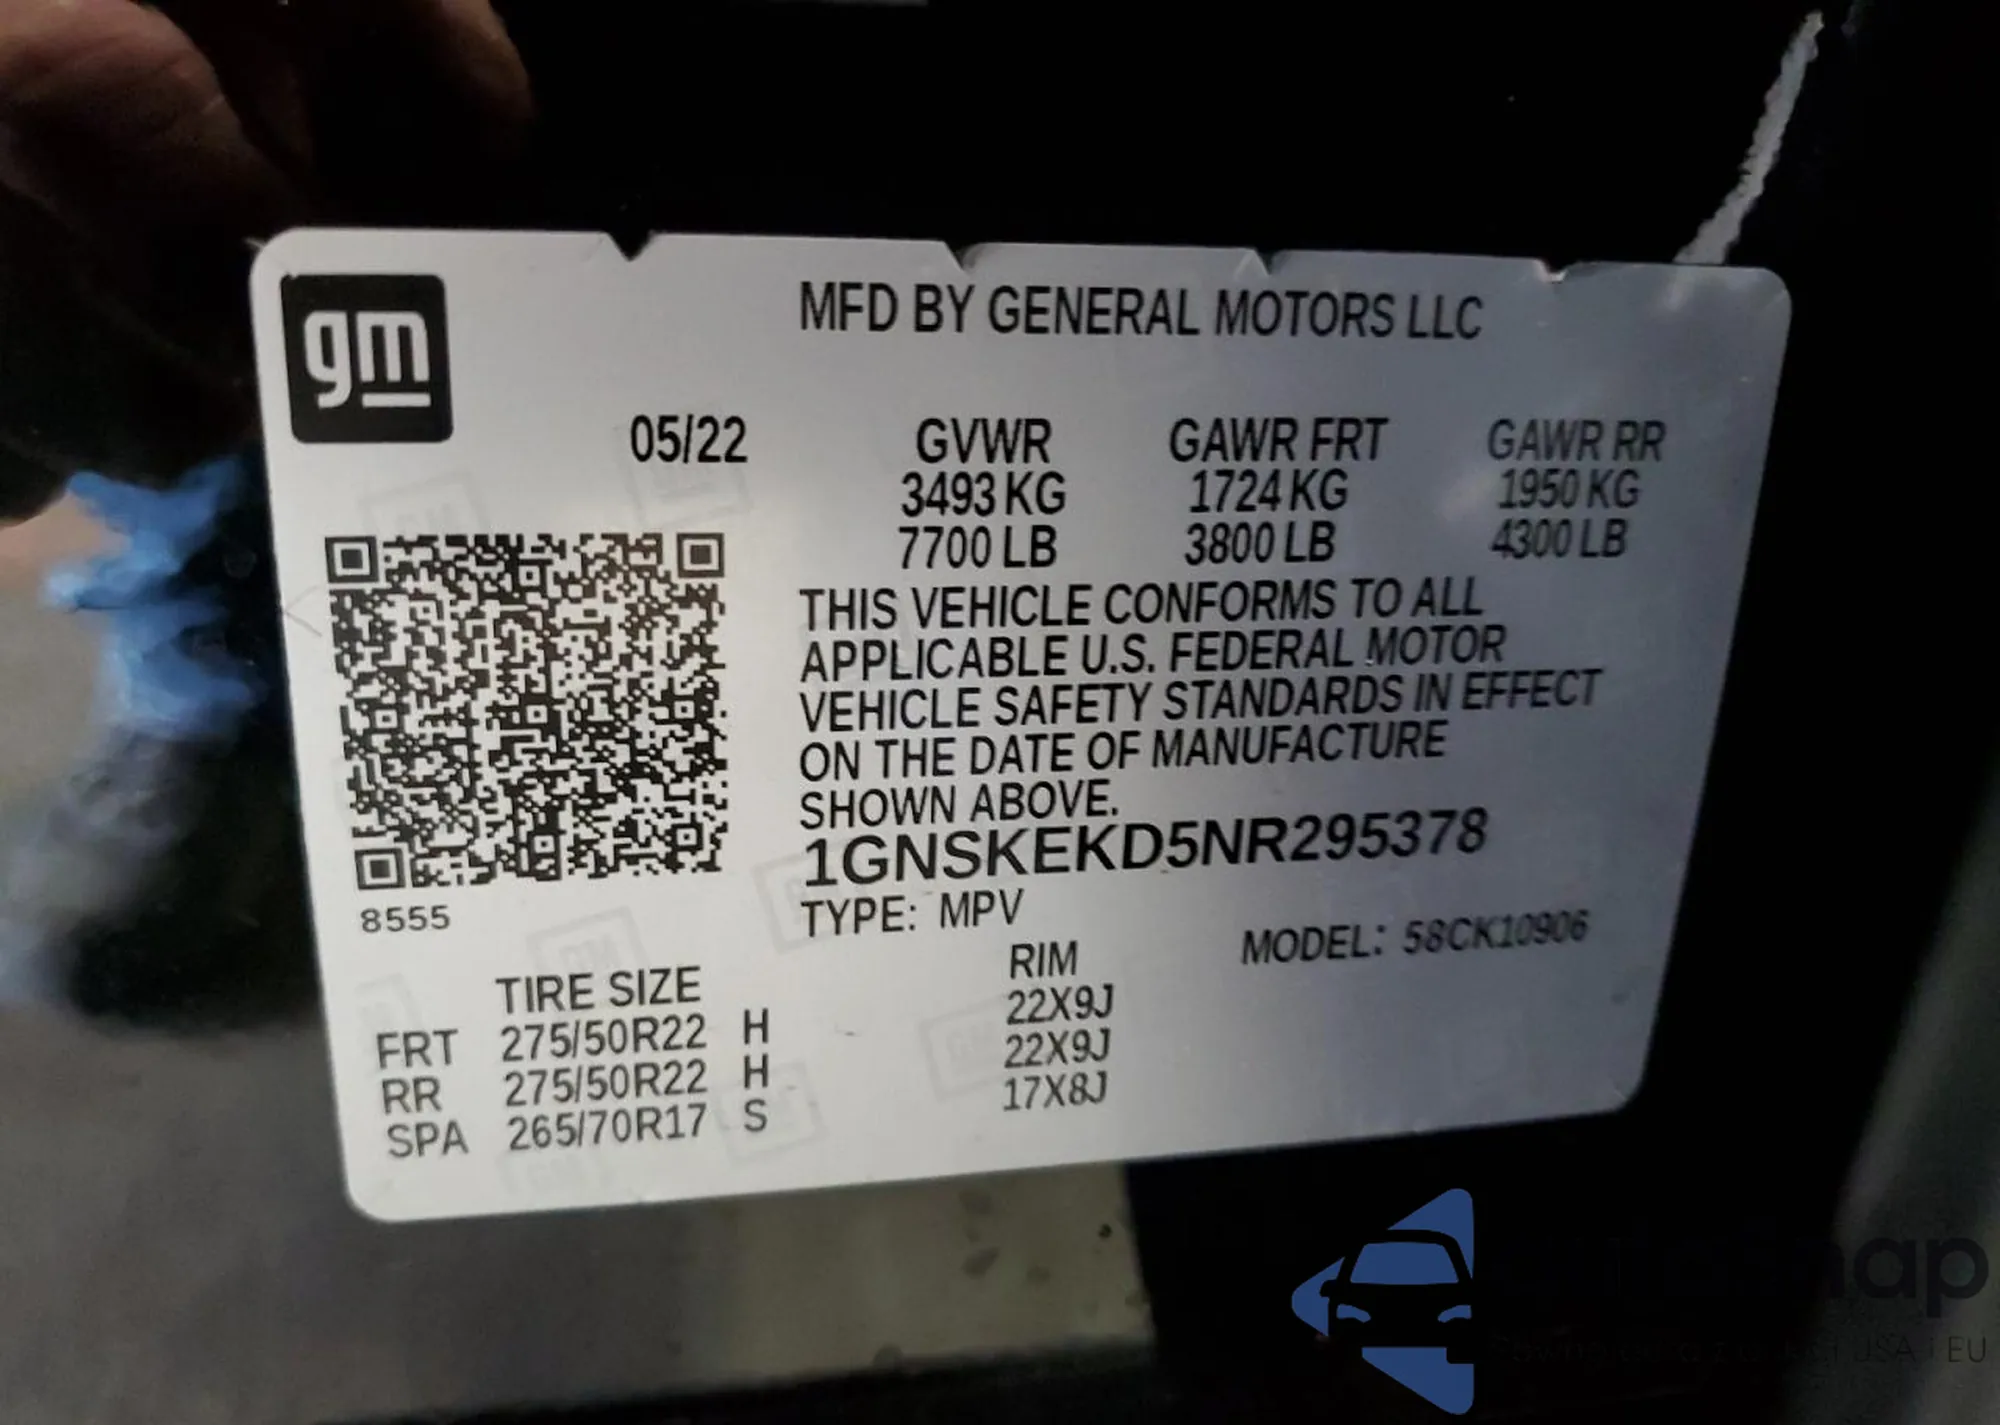 gm
MFD BY GENERAL MOTORS LLC
05/22 GVWR GAWR FRT GAWR RR
3493 KG 1724 KG 1950 KG
7700 LB 3800 LB 4300 LB
THIS VEHICLE CONFORMS TO ALL
APPLICABLE U.S. FEDERAL MOTOR
VEHICLE SAFETY STANDARDS IN EFFECT
ON THE DATE OF MANUFACTURE
SHOWN ABOVE.
1GNSKEKD5NR295378
8555
TYPE: MPV MODEL: 58CK10906
TIRE SIZE RIM
FRT 275/50R22 H 22X9J
RR 275/50R22 H 22X9J
SPA 265/70R17 S 17X8J
USA i EU